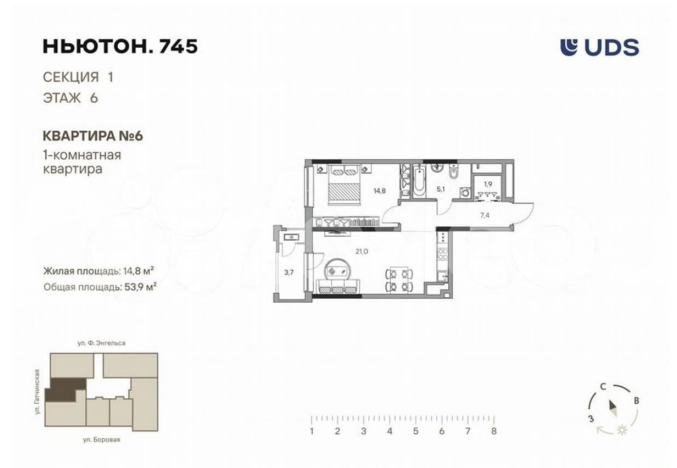 НЬЮТОН. 745
UDS
СЕКЦИЯ 1
ЭТАЖ 6
КВАРТИРА №6
1-комнатная
квартира
14,8
5,1
1,9
7,4
3,7
21,0
Жилая площадь: 14,8 м²
Общая площадь: 53,9 м²
ул. Ф. Энгельса
ул. Гатчинская
ул. Боровая
1 2 3 4 5 6 7 8
С
В
З